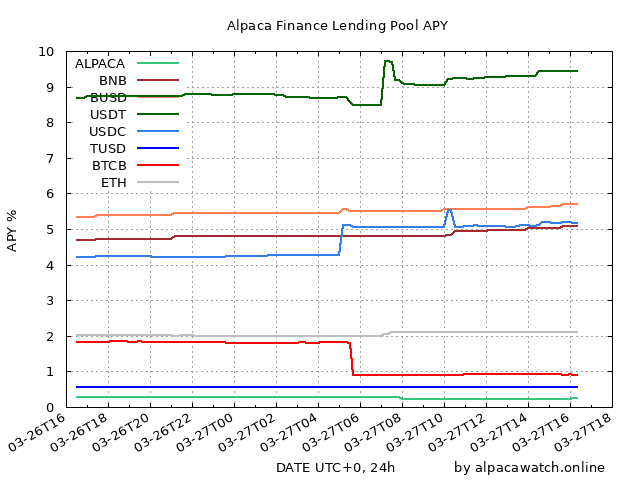 Alpaca Finance Lending Pool APY
APY %
10
9
8
7
6
5
4
3
2
1
0
ALPACA
BNB
BUSD
USDT
USDC
TUSD
BTCB
ETH
03-26T16
03-26T18
03-26T20
03-26T22
03-27T00
03-27T02
03-27T04
03-27T06
03-27T08
03-27T10
03-27T12
03-27T14
03-27T16
03-27T18
DATE UTC+0, 24h
by alpacawatch.online